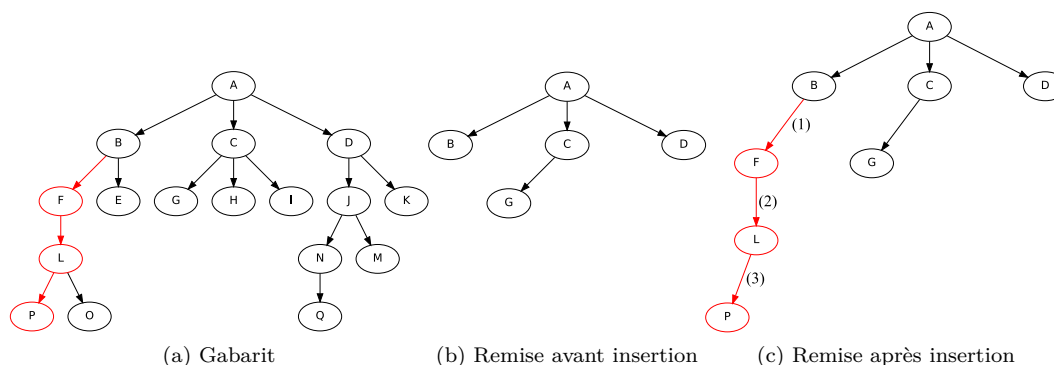 A
B
C
D
F
E
G
H
I
J
K
L
N
M
P
O
Q
(a) Gabarit
A
B
C
D
G
(b) Remise avant insertion
A
B
C
D
(1)
F
G
(2)
L
(3)
P
(c) Remise après insertion